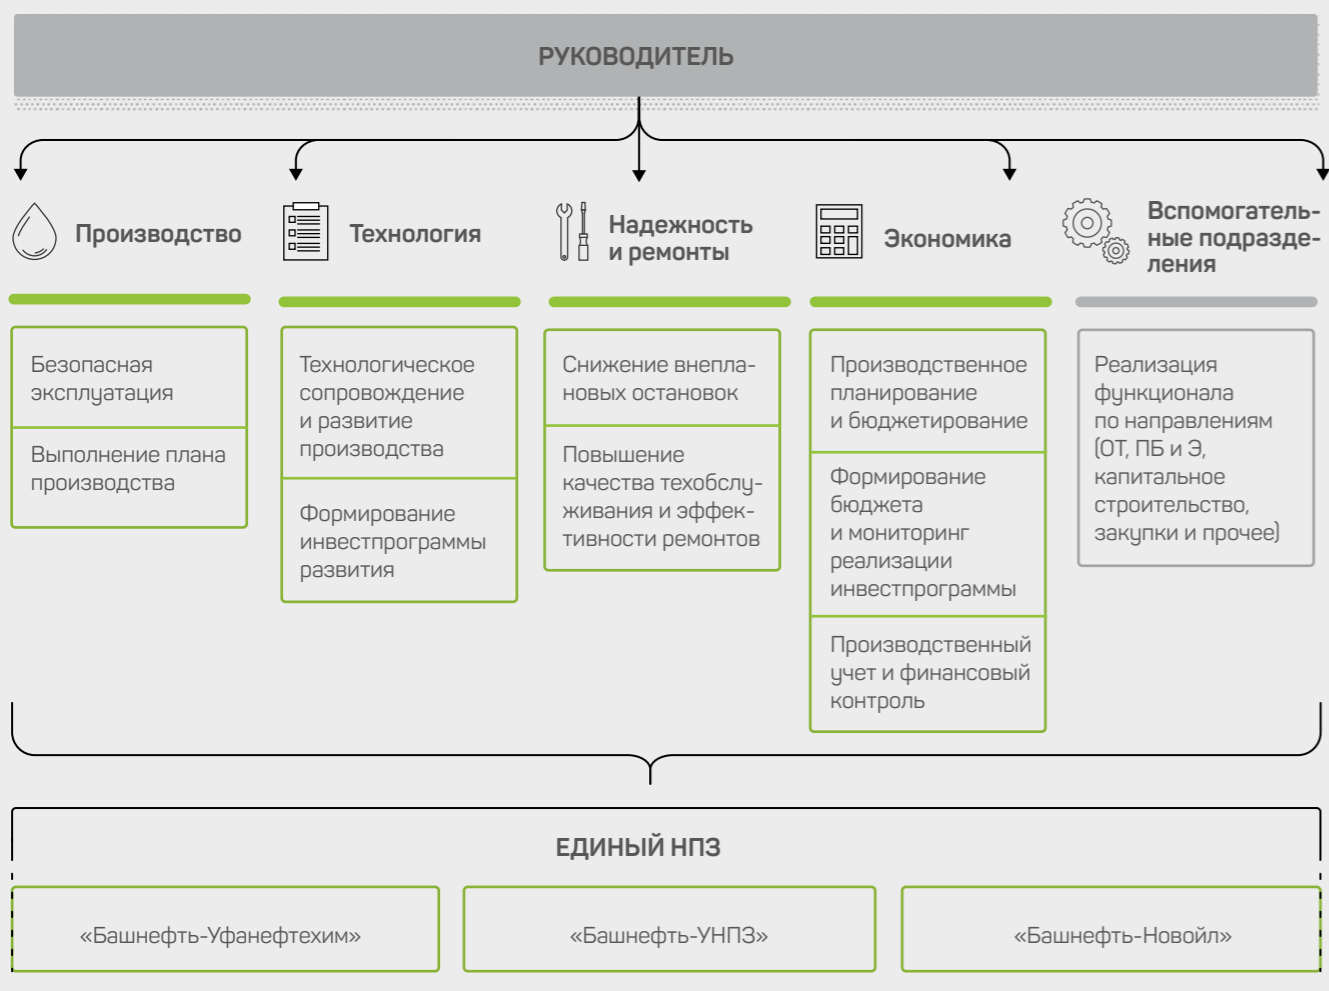 РУКОВОДИТЕЛЬ
Производство
Безопасная
эксплуатация
Выполнение плана
производства
Технология
Технологическое
сопровождение
и развитие
производства
Формирование
инвестпрограммы
развития
Надежность
и ремонты
Снижение внепла-
новых остановок
Повышение
качества техобслу-
живания и эффек-
тивности ремонтов
Экономика
Производственное
планирование
и бюджетирование
Формирование
бюджета
и мониторинг
реализации
инвестпрограммы
Производственный
учет и финансовый
контроль
Вспомогатель-
ные подразде-
ления
Реализация
функционала
по направлениям
(ОТ, ПБ и Э,
капитальное
строительство,
закупки и прочее)
ЕДИНЫЙ НПЗ
«Башнефть-Уфанефтехим»
«Башнефть-УНПЗ»
«Башнефть-Новойл»